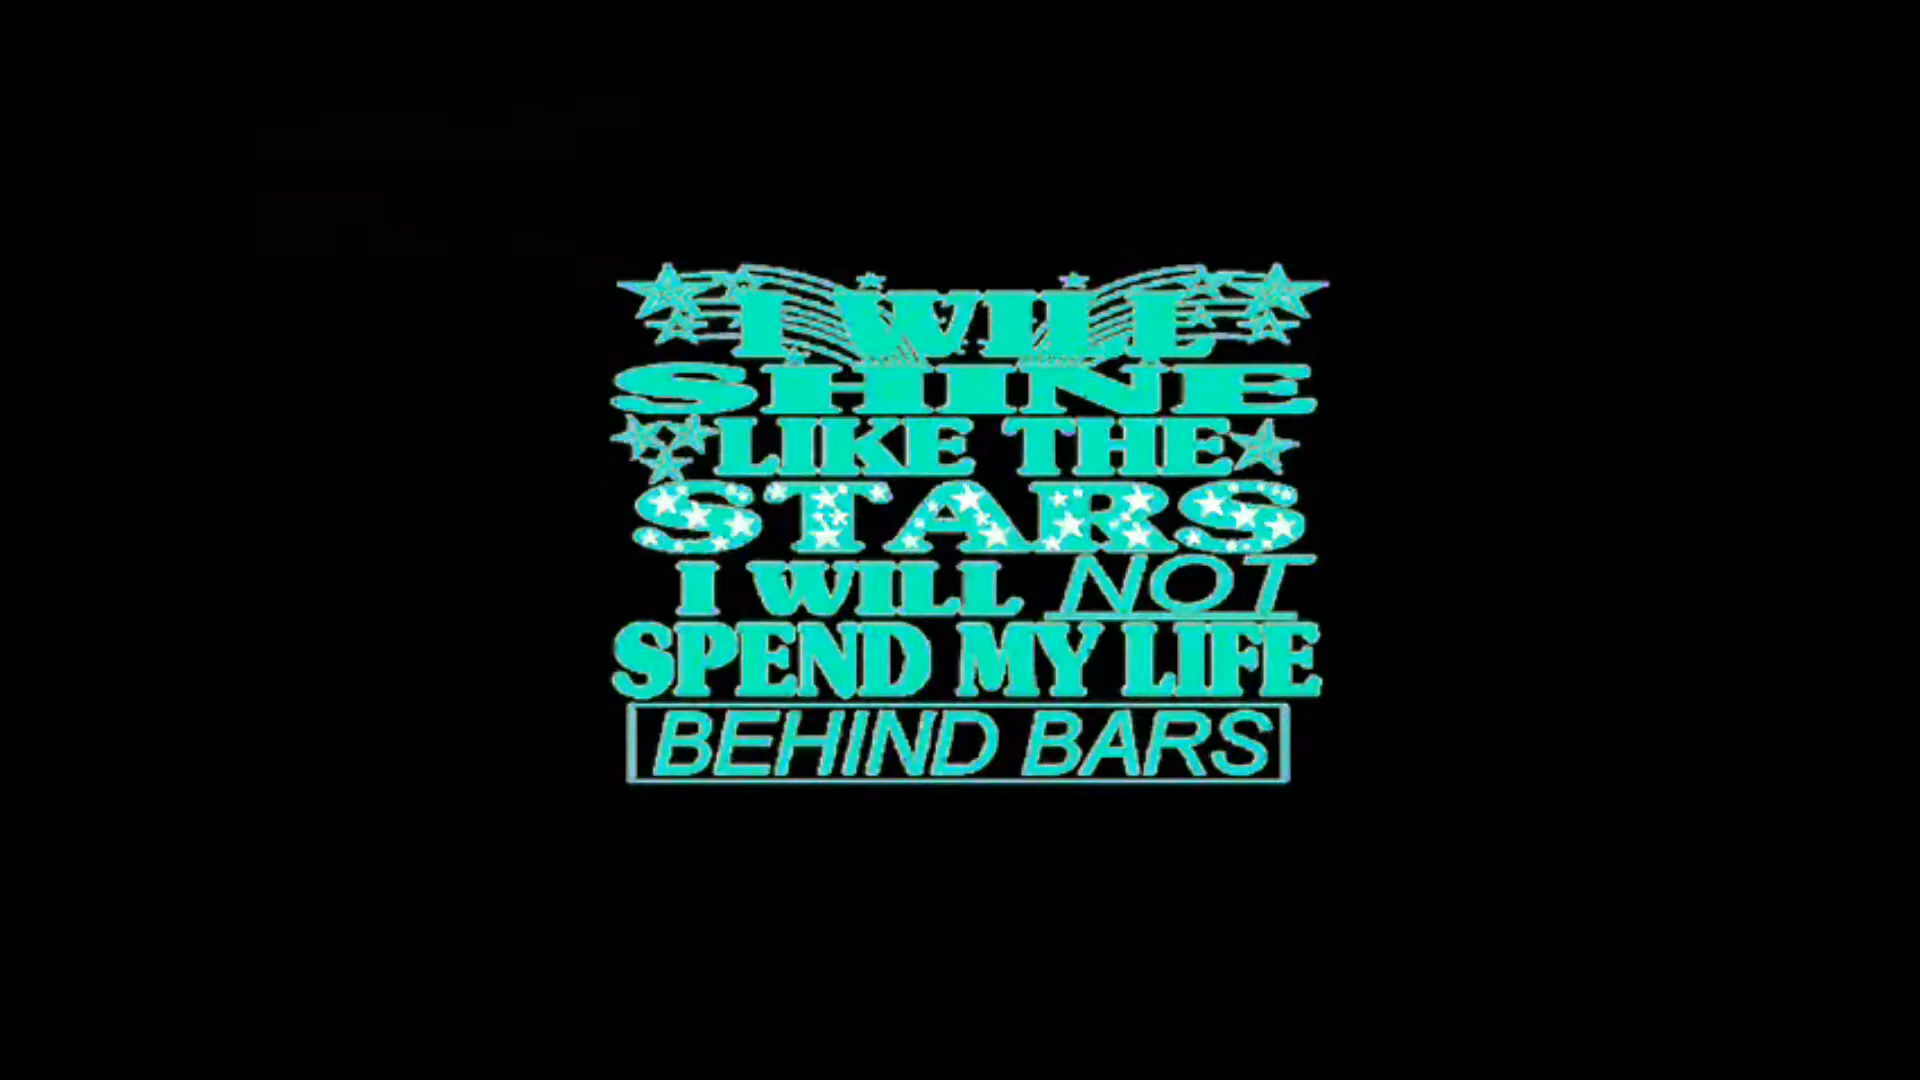 I WILL
SHINE
LIKE THE
STARS
I WILL NOT
SPEND MY LIFE
BEHIND BARS